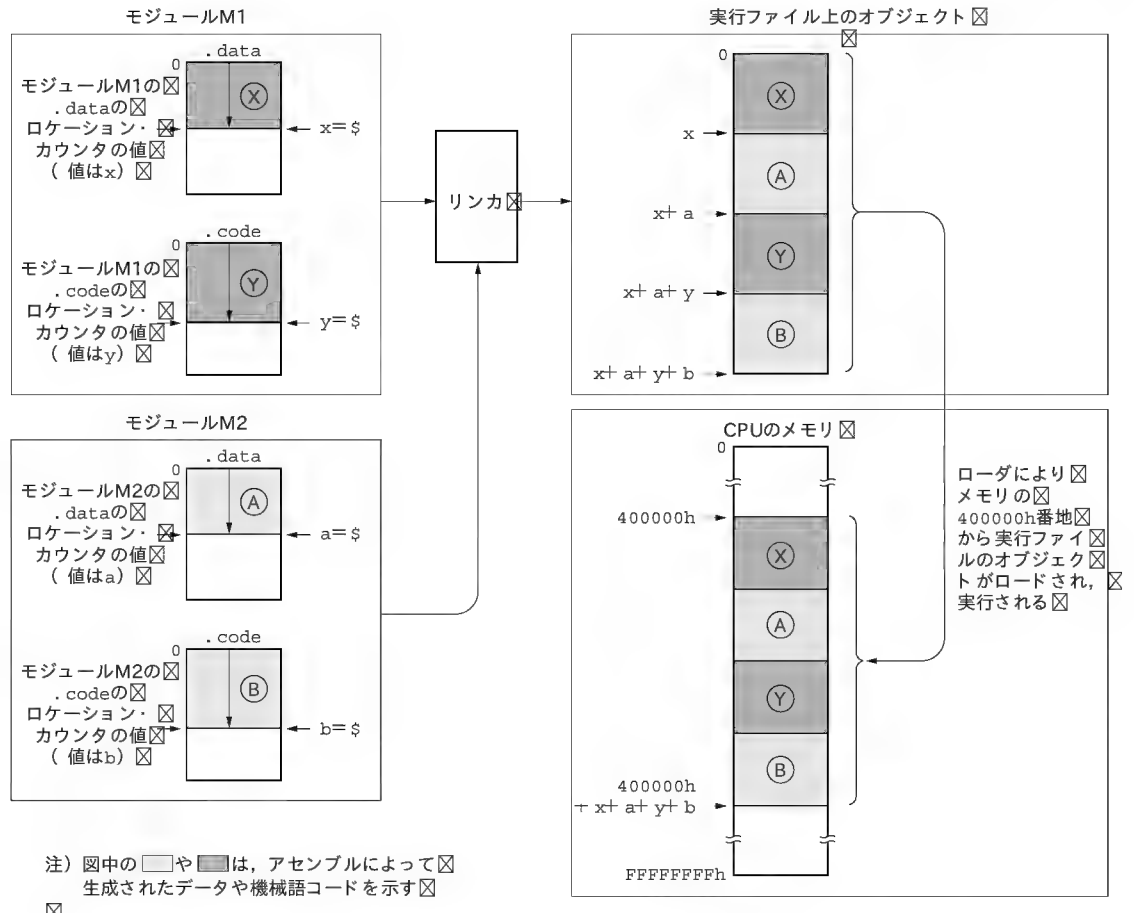 モジュールM1
.data
0
X
モジュールM1の
.dataの
ロケーション・
カウンタの値
( 値はx)
x=$
.code
0
Y
モジュールM1の
.codeの
ロケーション・
カウンタの値
( 値はy)
y=$
モジュールM2
.data
0
A
モジュールM2の
.dataの
ロケーション・
カウンタの値
( 値はa)
a=$
.code
0
B
モジュールM2の
.codeの
ロケーション・
カウンタの値
( 値はb)
b=$
リンカ
実行ファイル上のオブジェクト
0
X
x
A
x+a
Y
x+a+y
B
x+a+y+b
CPUのメモリ
0
400000h
X
A
Y
B
400000h
+x+a+y+b
FFFFFFFFh
ローダにより
メモリの
400000h番地
から実行ファイ
ルのオブジェク
トがロードされ，
実行される
注）図中の や は，アセンブルによって
生成されたデータや機械語コードを示す